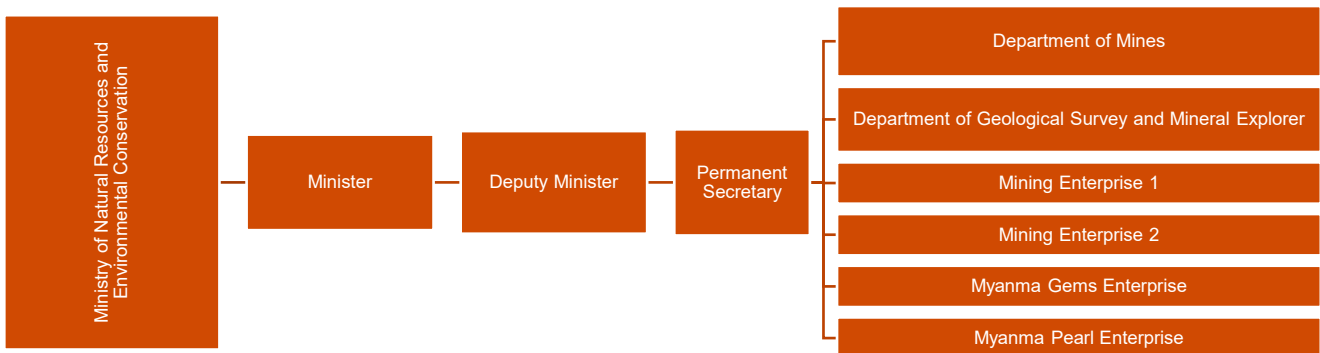 Ministry of Natural Resources and
Environmental Conservation
Minister
Deputy Minister
Permanent
Secretary
Department of Mines
Department of Geological Survey and Mineral Explorer
Mining Enterprise 1
Mining Enterprise 2
Myanma Gems Enterprise
Myanma Pearl Enterprise